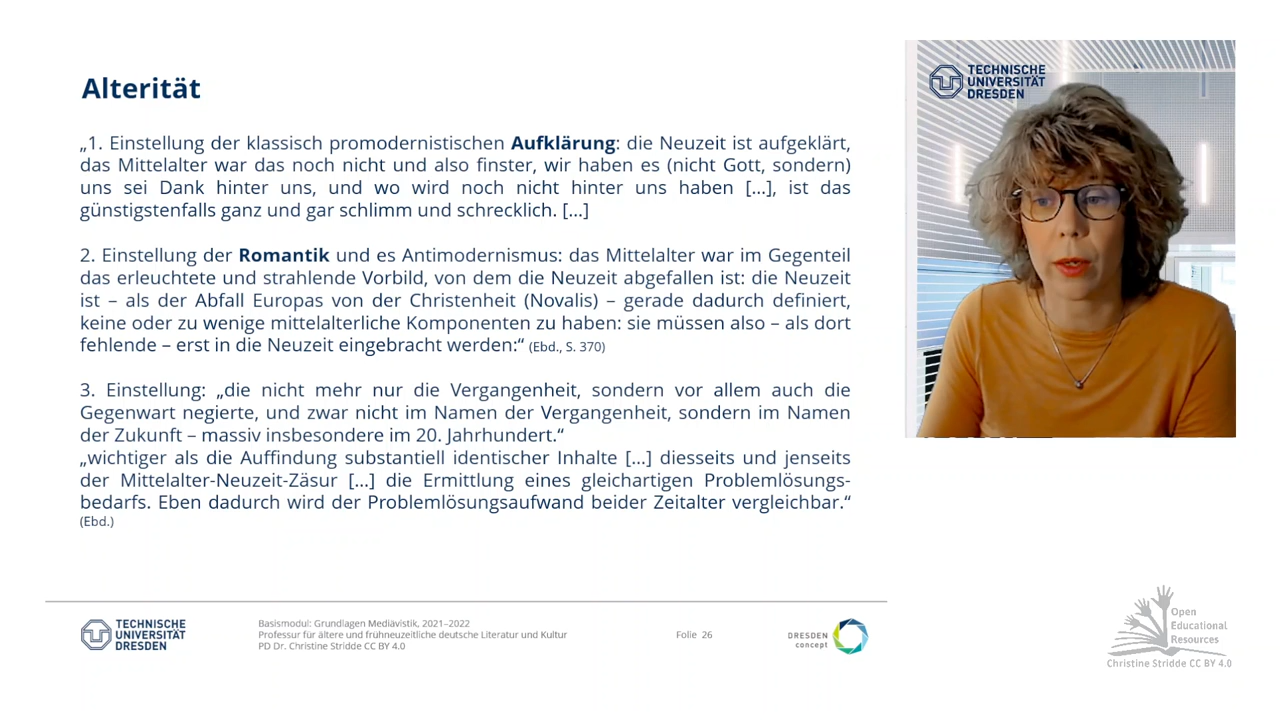 Alterität
„1. Einstellung der klassisch promodernistischen Aufklärung: die Neuzeit ist aufgeklärt,
das Mittelalter war das noch nicht und also finster, wir haben es (nicht Gott, sondern)
uns sei Dank hinter uns, und wo wird noch nicht hinter uns haben [...], ist das
günstigstenfalls ganz und gar schlimm und schrecklich. [...]
2. Einstellung der Romantik und es Antimodernismus: das Mittelalter war im Gegenteil
das erleuchtete und strahlende Vorbild, von dem die Neuzeit abgefallen ist: die Neuzeit
ist – als der Abfall Europas von der Christenheit (Novalis) – gerade dadurch definiert,
keine oder zu wenige mittelalterliche Komponenten zu haben: sie müssen also – als dort
fehlende – erst in die Neuzeit eingebracht werden:“ (Ebd., S. 370)
3. Einstellung: „die nicht mehr nur die Vergangenheit, sondern vor allem auch die
Gegenwart negierte, und zwar nicht im Namen der Vergangenheit, sondern im Namen
der Zukunft – massiv insbesondere im 20. Jahrhundert.“
„wichtiger als die Auffindung substantiell identischer Inhalte [...] diesseits und jenseits
der Mittelalter-Neuzeit-Zäsur [...] die Ermittlung eines gleichartigen Problemlösungs-
bedarfs. Eben dadurch wird der Problemlösungsaufwand beider Zeitalter vergleichbar.“
(Ebd.)
TECHNISCHE
UNIVERSITÄT
DRESDEN
Basismodul: Grundlagen Mediävistik, 2021–2022
Professur für ältere und frühneuzeitliche deutsche Literatur und Kultur
PD Dr. Christine Stridde CC BY 4.0
Folie 26
DRESDEN
concept
TECHNISCHE
UNIVERSITÄT
DRESDEN
Open
Educational
Resources
Christine Stridde CC BY 4.0